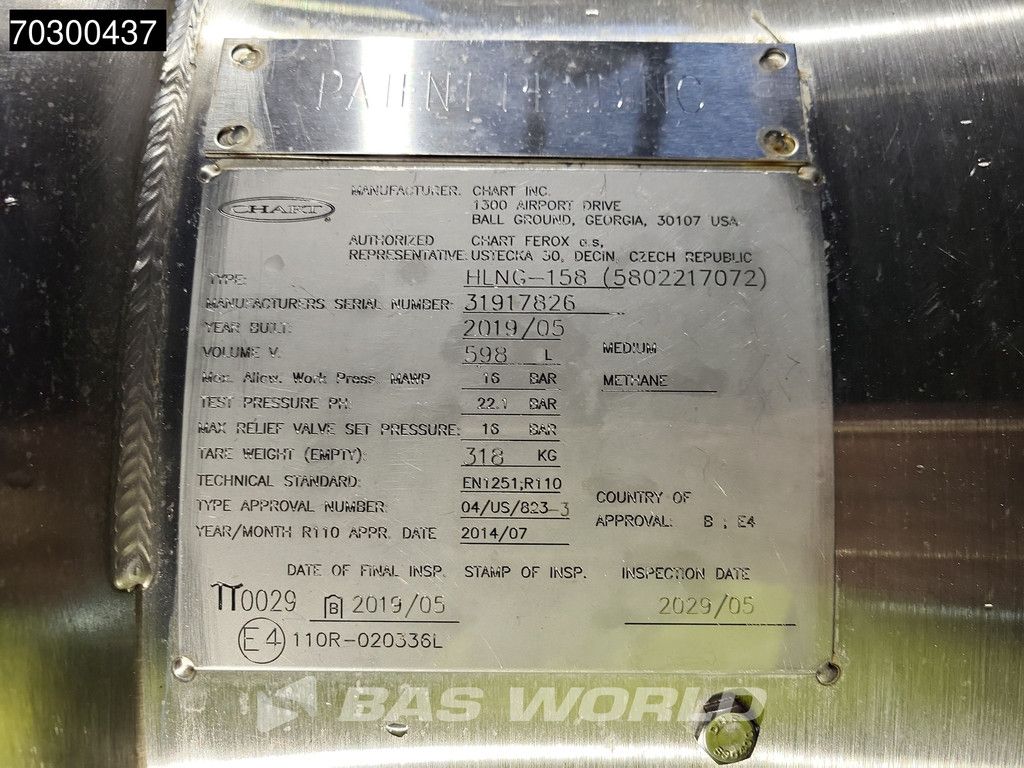 70300437
CHART
MANUFACTURER: CHART INC.
1300 AIRPORT DRIVE
BALL GROUND, GEORGIA, 30107 USA
AUTHORIZED CHART FEROX a.s,
REPRESENTATIVE: USTECKA 30, DECIN, CZECH REPUBLIC
TYPE: HLNG-158 (5802217072)
MANUFACTURERS SERIAL NUMBER: 31917826
YEAR BUILT: 2019/05
VOLUME V. 598 L MEDIUM
Max. Allow. Work Press. MAWP 16 BAR METHANE
TEST PRESSURE PH: 22.1 BAR
MAX RELIEF VALVE SET PRESSURE: 16 BAR
TARE WEIGHT (EMPTY): 318 KG
TECHNICAL STANDARD: EN1251;R110
TYPE APPROVAL NUMBER: 04/US/823-3
COUNTRY OF
APPROVAL: B ; E4
YEAR/MONTH R110 APPR. DATE 2014/07
DATE OF FINAL INSP. STAMP OF INSP. INSPECTION DATE
π0029 B 2019/05 2029/05
E4 110R-020336L
BAS WORLD